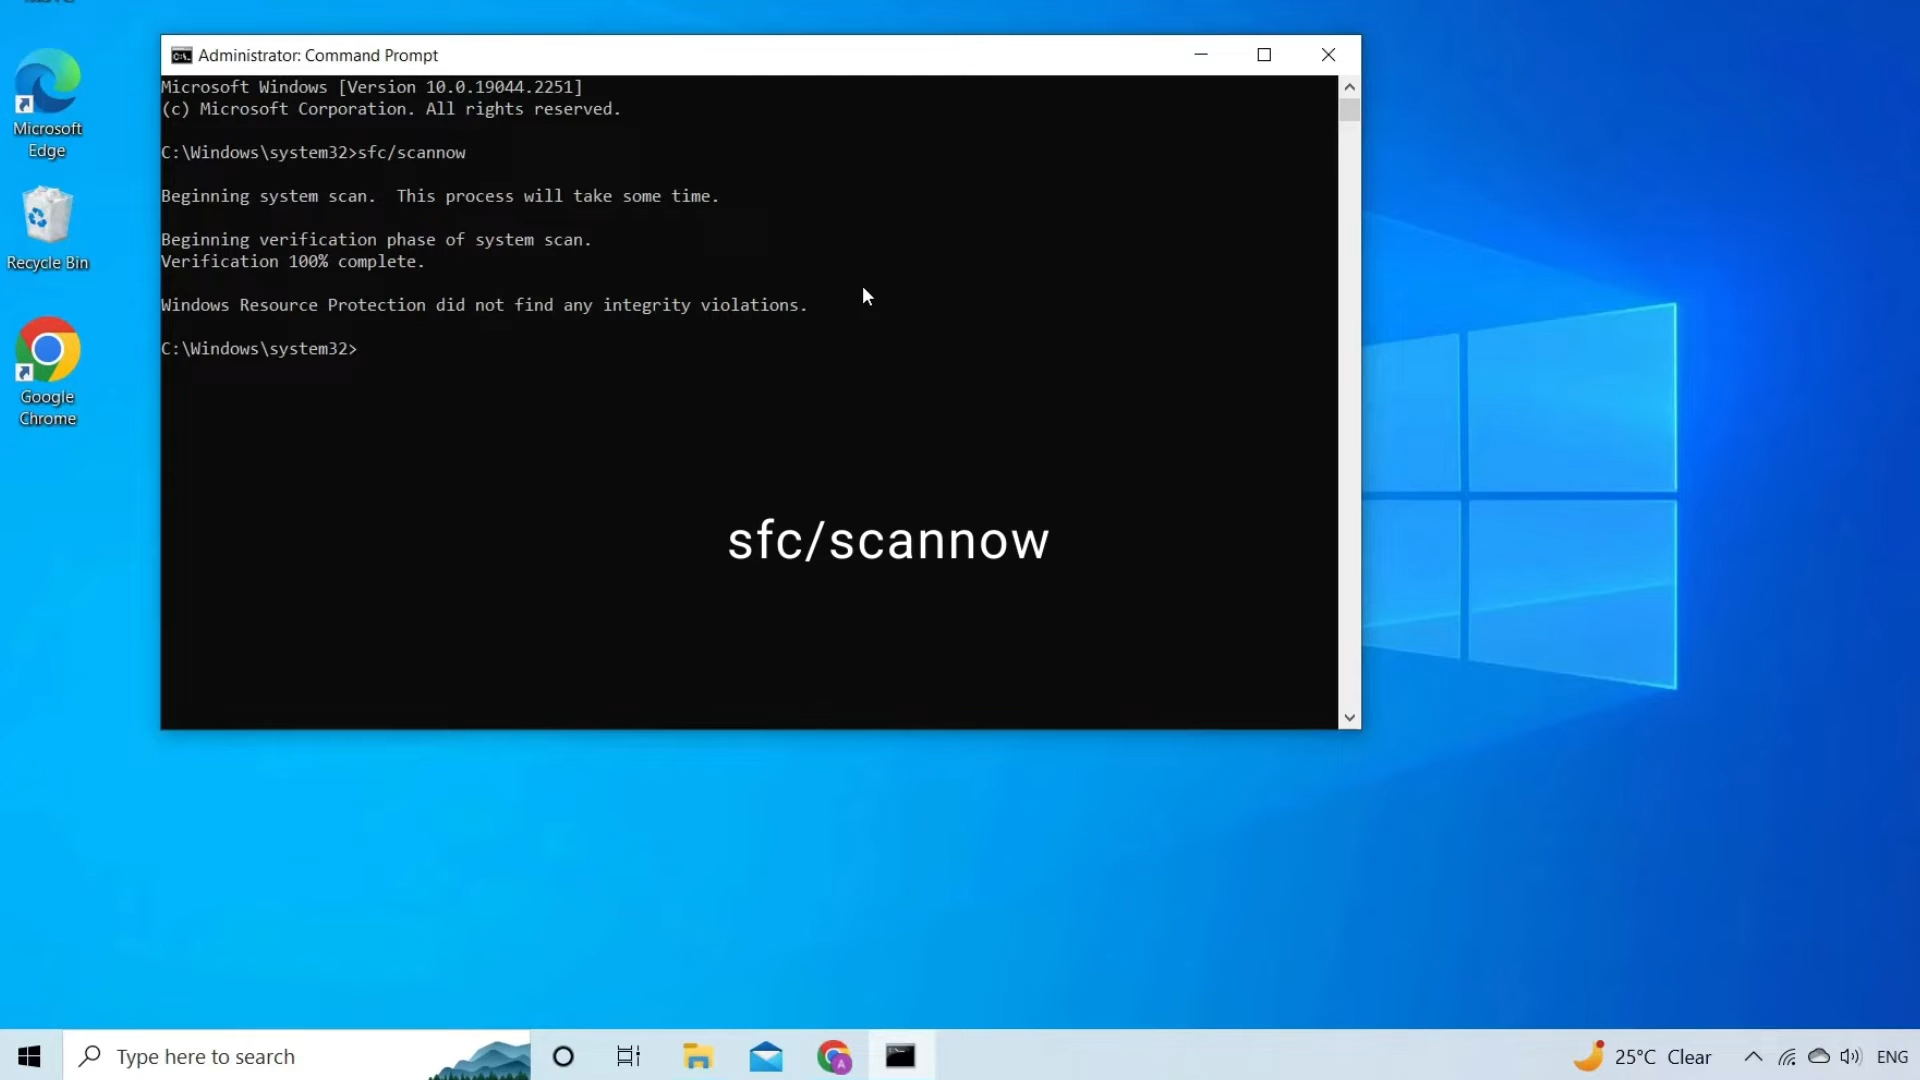 Administrator: Command Prompt
Microsoft Windows [Version 10.0.19044.2251]
(c) Microsoft Corporation. All rights reserved.
C:\Windows\system32>sfc/scannow
Beginning system scan.  This process will take some time.
Beginning verification phase of system scan.
Verification 100% complete.
Windows Resource Protection did not find any integrity violations.
C:\Windows\system32>
sfc/scannow
Microsoft
Edge
Recycle Bin
Google
Chrome
Type here to search
A
25°C Clear
ENG